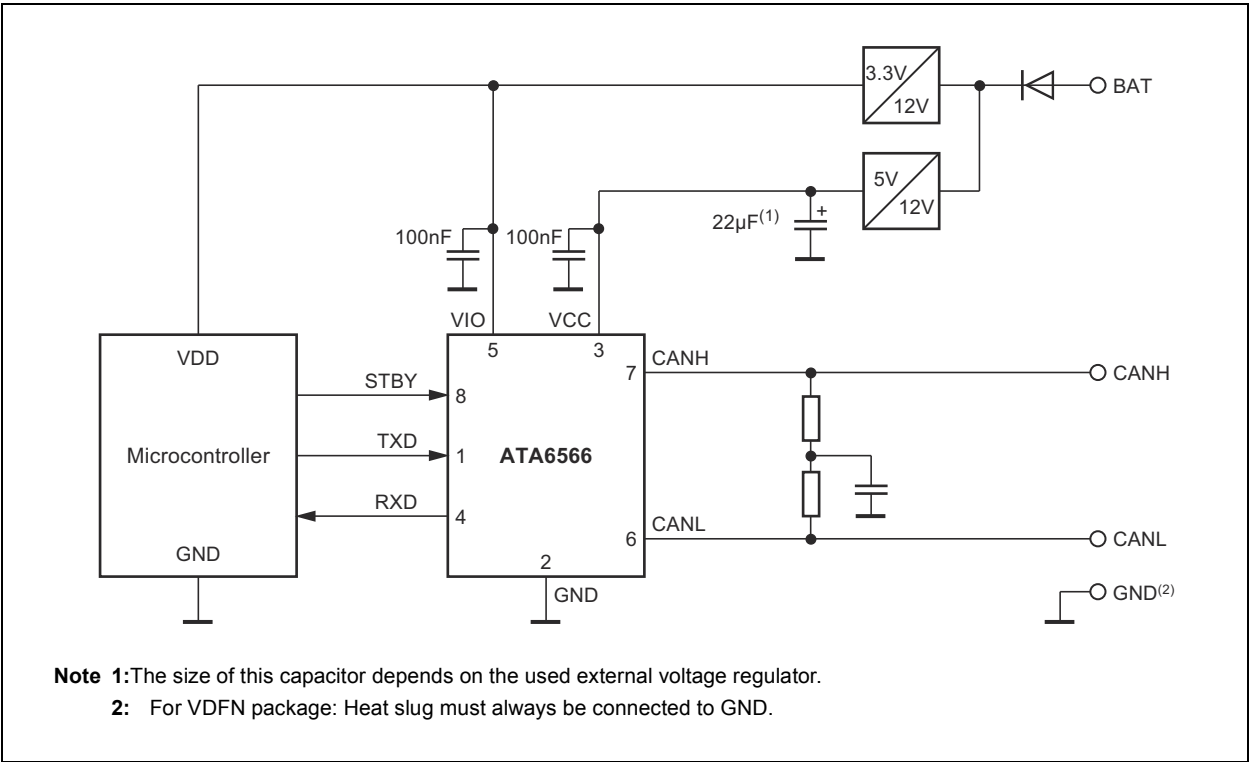 3.3V
12V
BAT
5V
12V
22µF(1)
+
100nF
100nF
VIO
VCC
5
3
VDD
7
CANH
CANH
STBY
8
Microcontroller
TXD
1
ATA6566
RXD
4
6
CANL
CANL
GND
2
GND
GND(2)
Note 1:The size of this capacitor depends on the used external voltage regulator.
2: For VDFN package: Heat slug must always be connected to GND.